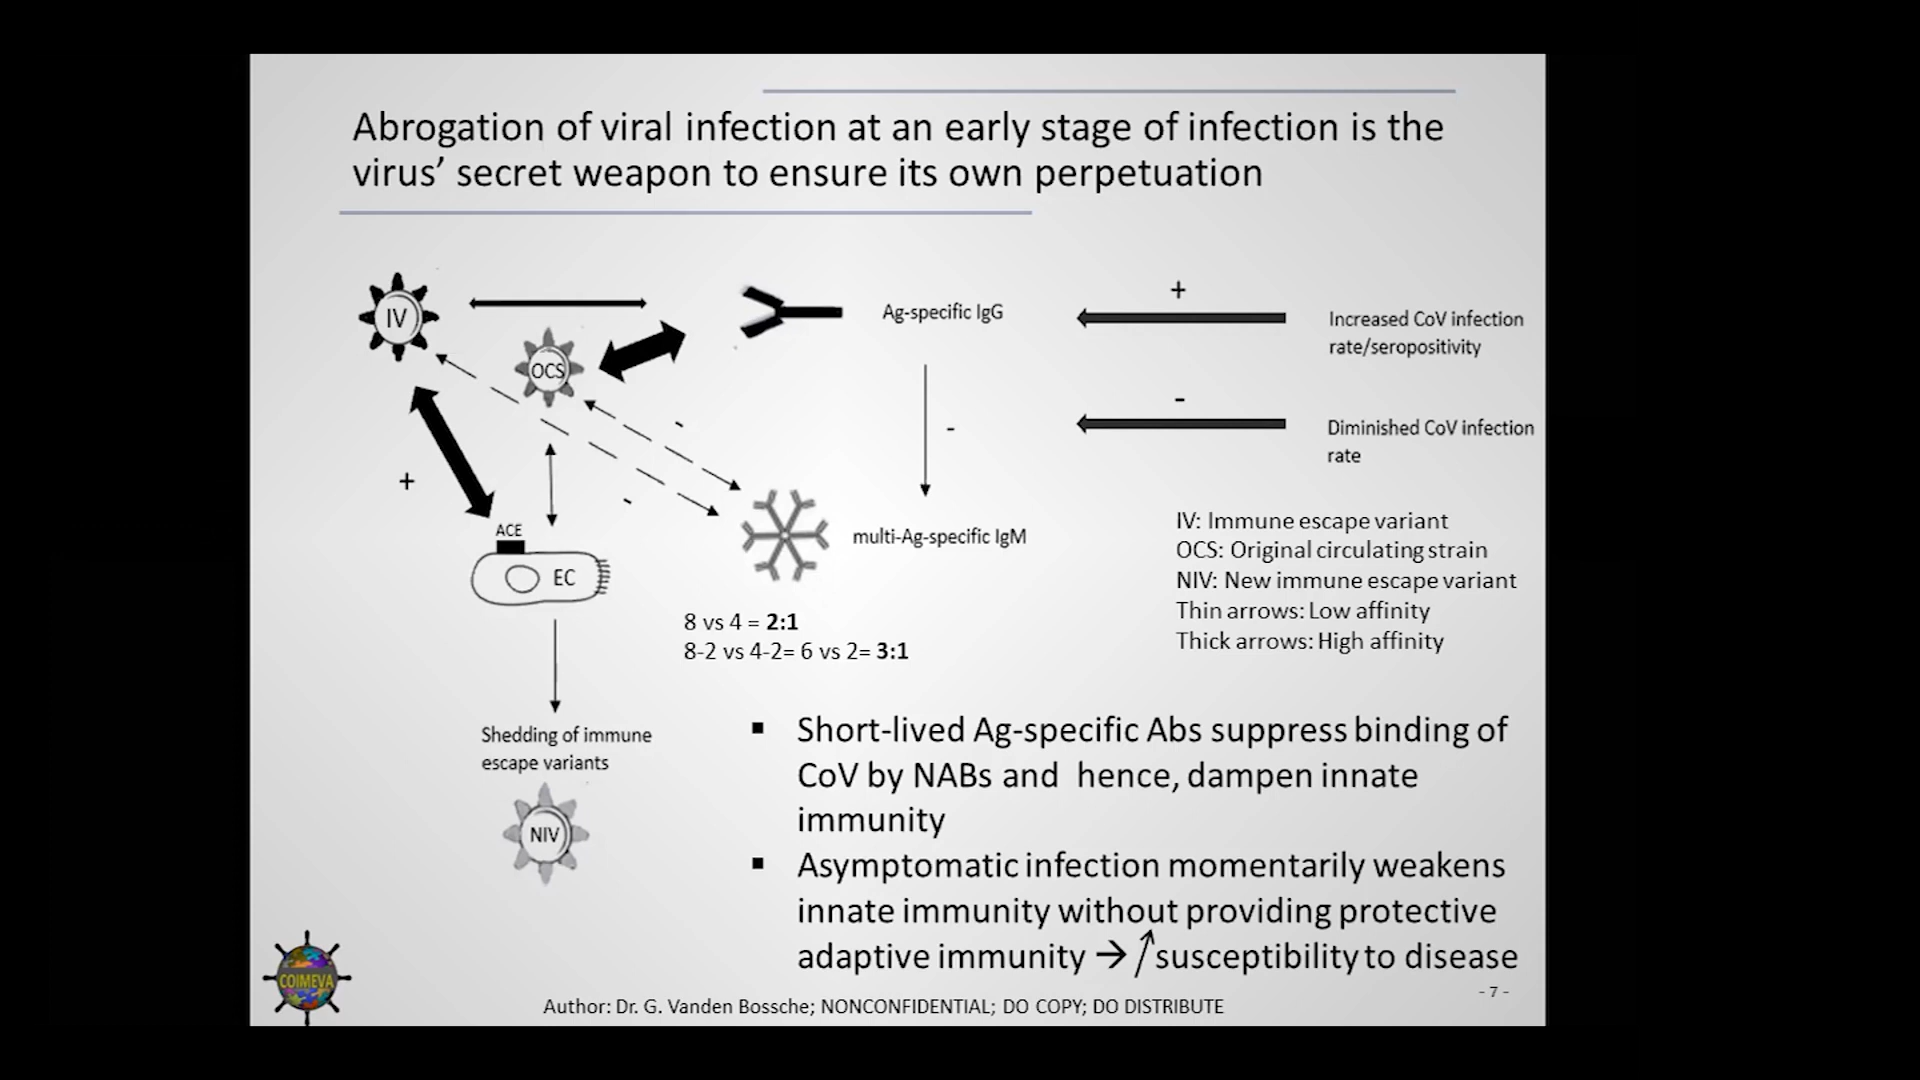 Abrogation of viral infection at an early stage of infection is the
virus’ secret weapon to ensure its own perpetuation
IV
OCS
Ag-specific IgG
+
Increased CoV infection
rate/seropositivity
-
-
-
Diminished CoV infection
rate
+
-
ACE
EC
multi-Ag-specific IgM
IV: Immune escape variant
OCS: Original circulating strain
NIV: New immune escape variant
Thin arrows: Low affinity
Thick arrows: High affinity
8 vs 4 = 2:1
8-2 vs 4-2= 6 vs 2= 3:1
Shedding of immune
escape variants
NIV
▪ Short-lived Ag-specific Abs suppress binding of
CoV by NABs and hence, dampen innate
immunity
▪ Asymptomatic infection momentarily weakens
innate immunity without providing protective
adaptive immunity → ↑susceptibility to disease
COIMEVA
- 7 -
Author: Dr. G. Vanden Bossche; NONCONFIDENTIAL; DO COPY; DO DISTRIBUTE